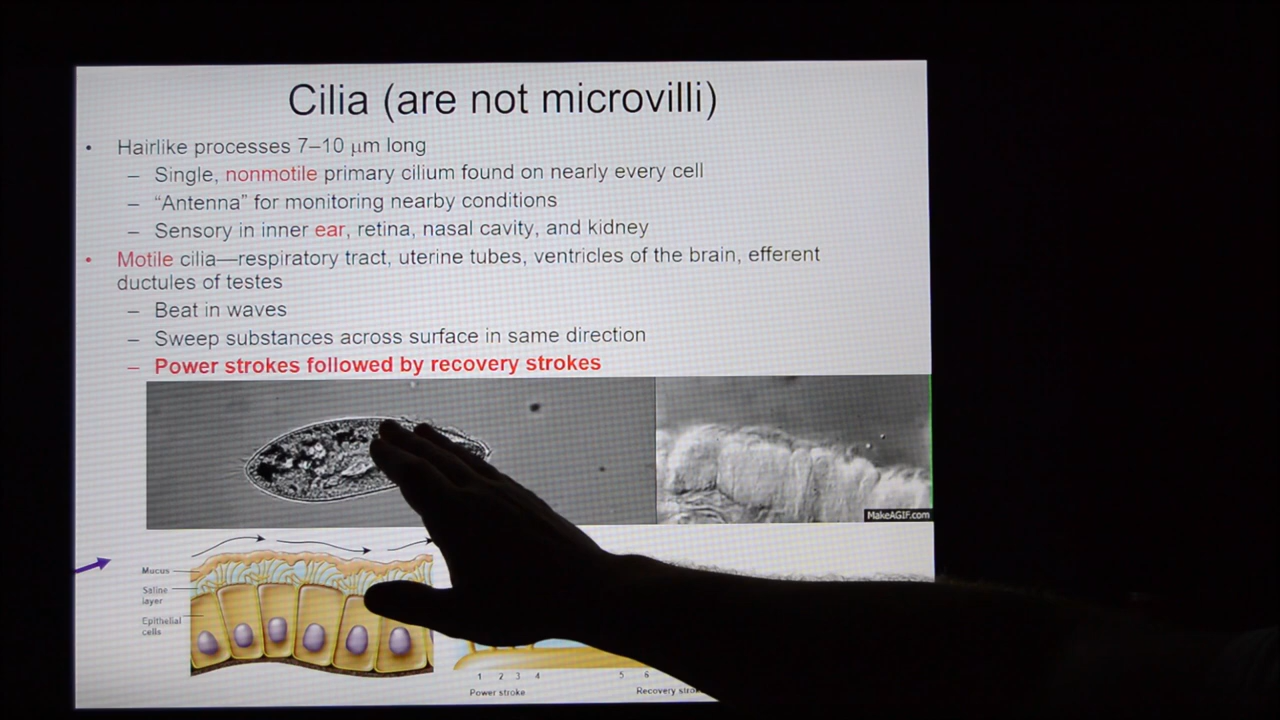 Cilia (are not microvilli)
• Hairlike processes 7–10 μm long
– Single, nonmotile primary cilium found on nearly every cell
– “Antenna” for monitoring nearby conditions
– Sensory in inner ear, retina, nasal cavity, and kidney
• Motile cilia—respiratory tract, uterine tubes, ventricles of the brain, efferent
ductules of testes
– Beat in waves
– Sweep substances across surface in same direction
– Power strokes followed by recovery strokes
MakeAGIF.com
Mucus
Saline
layer
Epithelial
cells
1 2 3 4 5 6
Power stroke Recovery